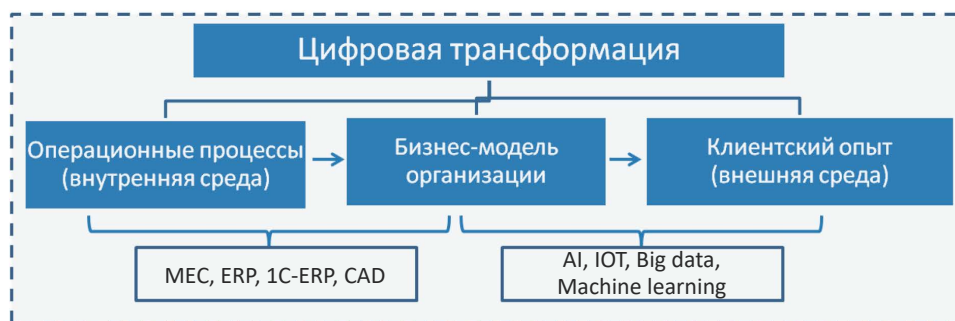 Цифровая трансформация
Операционные процессы
(внутренняя среда)
Бизнес-модель
организации
Клиентский опыт
(внешняя среда)
MEC, ERP, 1C-ERP, CAD
AI, IOT, Big data,
Machine learning